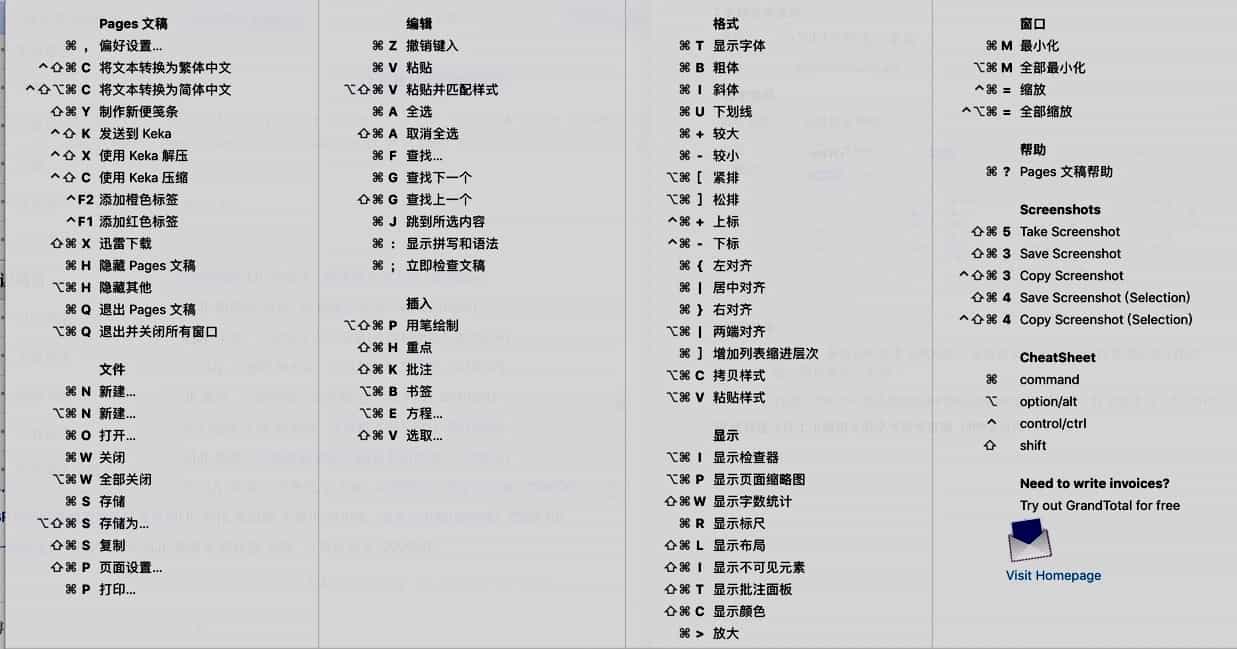 Pages 文稿
⌘ , 偏好设置...
^⇧⌘ C 将文本转换为繁体中文
^⇧⌥⌘ C 将文本转换为简体中文
⇧⌘ Y 制作新便笺条
^⇧ K 发送到 Keka
^⇧ X 使用 Keka 解压
^⇧ C 使用 Keka 压缩
^F2 添加橙色标签
^F1 添加红色标签
⇧⌘ X 迅雷下载
⌘ H 隐藏 Pages 文稿
⌥⌘ H 隐藏其他
⌘ Q 退出 Pages 文稿
⌥⌘ Q 退出并关闭所有窗口
文件
⌘ N 新建...
⌥⌘ N 新建...
⌘ O 打开...
⌘ W 关闭
⌥⌘ W 全部关闭
⌘ S 存储
⌥⇧⌘ S 存储为...
⇧⌘ S 复制
⇧⌘ P 页面设置...
⌘ P 打印...
编辑
⌘ Z 撤销键入
⌘ V 粘贴
⌥⇧⌘ V 粘贴并匹配样式
⌘ A 全选
⇧⌘ A 取消全选
⌘ F 查找...
⌘ G 查找下一个
⇧⌘ G 查找上一个
⌘ J 跳到所选内容
⌘ : 显示拼写和语法
⌘ ; 立即检查文稿
插入
⌥⇧⌘ P 用笔绘制
⇧⌘ H 重点
⇧⌘ K 批注
⌥⌘ B 书签
⌥⌘ E 方程...
⇧⌘ V 选取...
格式
⌘ T 显示字体
⌘ B 粗体
⌘ I 斜体
⌘ U 下划线
⌘ + 较大
⌘ - 较小
⌥⌘ [ 紧排
⌥⌘ ] 松排
^⌘ + 上标
^⌘ - 下标
⌘ { 左对齐
⌘ | 居中对齐
⌘ } 右对齐
⌥⌘ | 两端对齐
⌘ ] 增加列表缩进层次
⌥⌘ C 拷贝样式
⌥⌘ V 粘贴样式
显示
⌥⌘ I 显示检查器
⌥⌘ P 显示页面缩略图
⇧⌘ W 显示字数统计
⌘ R 显示标尺
⇧⌘ L 显示布局
⇧⌘ I 显示不可见元素
⇧⌘ T 显示批注面板
⇧⌘ C 显示颜色
⌘ > 放大
窗口
⌘ M 最小化
⌥⌘ M 全部最小化
^⌘ = 缩放
^⌥⌘ = 全部缩放
帮助
⌘ ? Pages 文稿帮助
Screenshots
⇧⌘ 5 Take Screenshot
⇧⌘ 3 Save Screenshot
^⇧⌘ 3 Copy Screenshot
⇧⌘ 4 Save Screenshot (Selection)
^⇧⌘ 4 Copy Screenshot (Selection)
CheatSheet
⌘ command
⌥ option/alt
^ control/ctrl
⇧ shift
Need to write invoices?
Try out GrandTotal for free
Visit Homepage